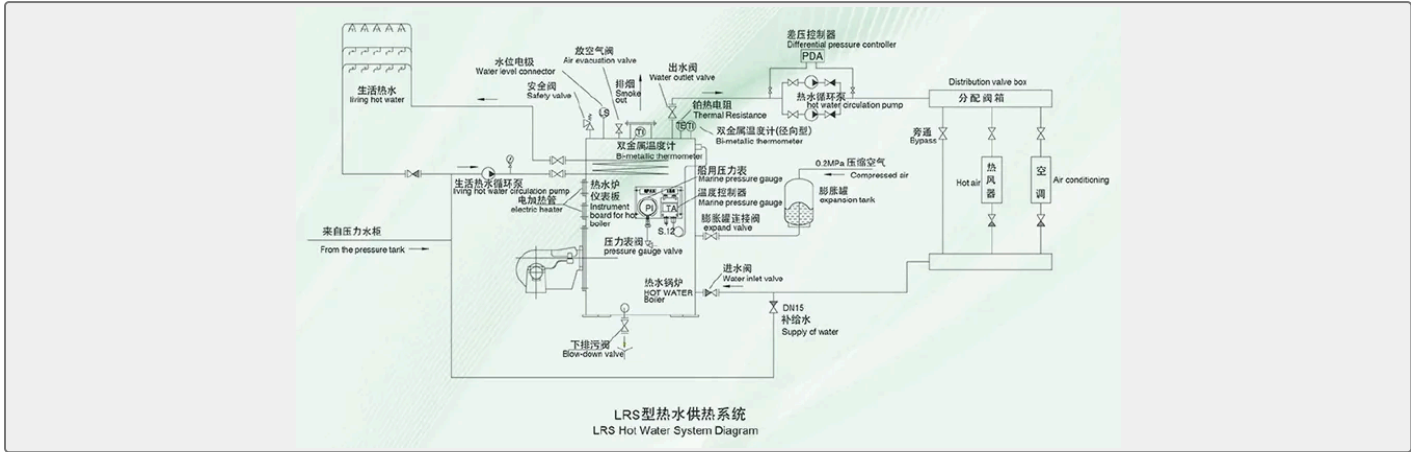 差压控制器
Differential pressure controller
PDA
放空气阀
Air evacuation valve
水位电极
Water level connector
出水阀
Water outlet valve
排烟
Smoke out
安全阀
Safety valve
生活热水
living hot water
LS
TI
铂热电阻
Thermal Resistance
TE
TI
双金属温度计(径向型)
Bi-metallic thermometer
热水循环泵
hot water circulation pump
Distribution valve box
分配阀箱
旁通
Bypass
双金属温度计
Bi-metallic thermometer
0.2MPa 压缩空气
Compressed air
船用压力表
Marine pressure gauge
热风器
Hot air
空调
Air conditioning
生活热水循环泵
living hot water circulation pump
热水炉
仪表板
Instrument
board for hot
boiler
电加热管
electric heater
PI
TA
温度控制器
Marine pressure gauge
膨胀罐
expansion tank
S.12
膨胀罐连接阀
expand valve
来自压力水柜
From the pressure tank
压力表阀
pressure gauge valve
进水阀
Water inlet valve
热水锅炉
HOT WATER
Boiler
DN15
补给水
Supply of water
下排污阀
Blow-down valve
LRS型热水供热系统
LRS Hot Water System Diagram